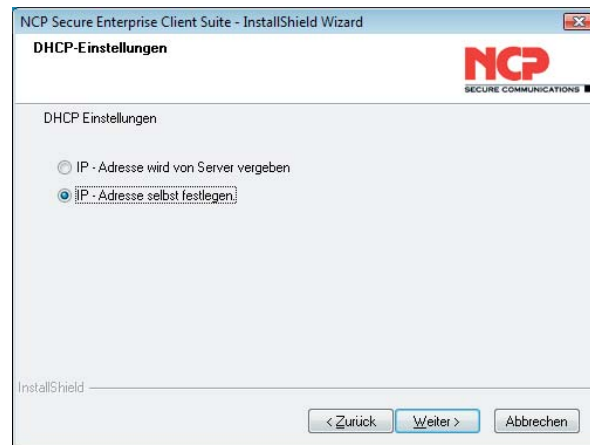 NCP Secure Enterprise Client Suite - InstallShield Wizard
DHCP-Einstellungen
NCP
SECURE COMMUNICATIONS
DHCP Einstellungen
IP - Adresse wird von Server vergeben
IP - Adresse selbst festlegen.
InstallShield
< Zurück
Weiter >
Abbrechen